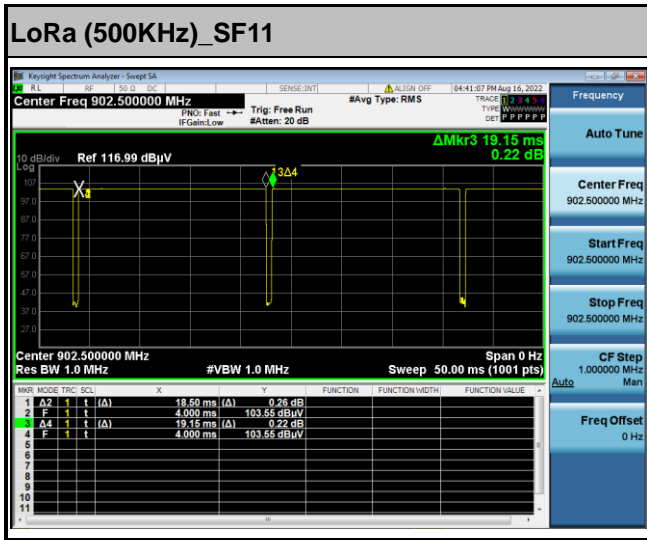 LoRa (500KHz)_SF11
Keysight Spectrum Analyzer - Swept SA
RL RF 50 Ω DC SENSE:INT ALIGN OFF 04:41:07 PM Aug 16, 2022
Center Freq 902.500000 MHz #Avg Type: RMS TRACE 1 2 3 4 5 6
PNO: Fast Trig: Free Run TYPE WWWWWW
IFGain:Low #Atten: 20 dB DET P P P P P P
ΔMkr3 19.15 ms
0.22 dB
10 dB/div Ref 116.99 dBµV
Log
107
97.0
87.0
77.0
67.0
57.0
47.0
37.0
27.0
3Δ4
Center 902.500000 MHz Span 0 Hz
Res BW 1.0 MHz #VBW 1.0 MHz Sweep 50.00 ms (1001 pts)
MKR MODE TRC SCL X Y FUNCTION FUNCTION WIDTH FUNCTION VALUE
1 Δ2 1 t (Δ) 18.50 ms (Δ) 0.26 dB
2 F 1 t 4.000 ms 103.55 dBµV
3 Δ4 1 t (Δ) 19.15 ms (Δ) 0.22 dB
4 F 1 t 4.000 ms 103.55 dBµV
5
6
7
8
9
10
11
Frequency
Auto Tune
Center Freq
902.500000 MHz
Start Freq
902.500000 MHz
Stop Freq
902.500000 MHz
CF Step
1.000000 MHz
Auto Man
Freq Offset
0 Hz